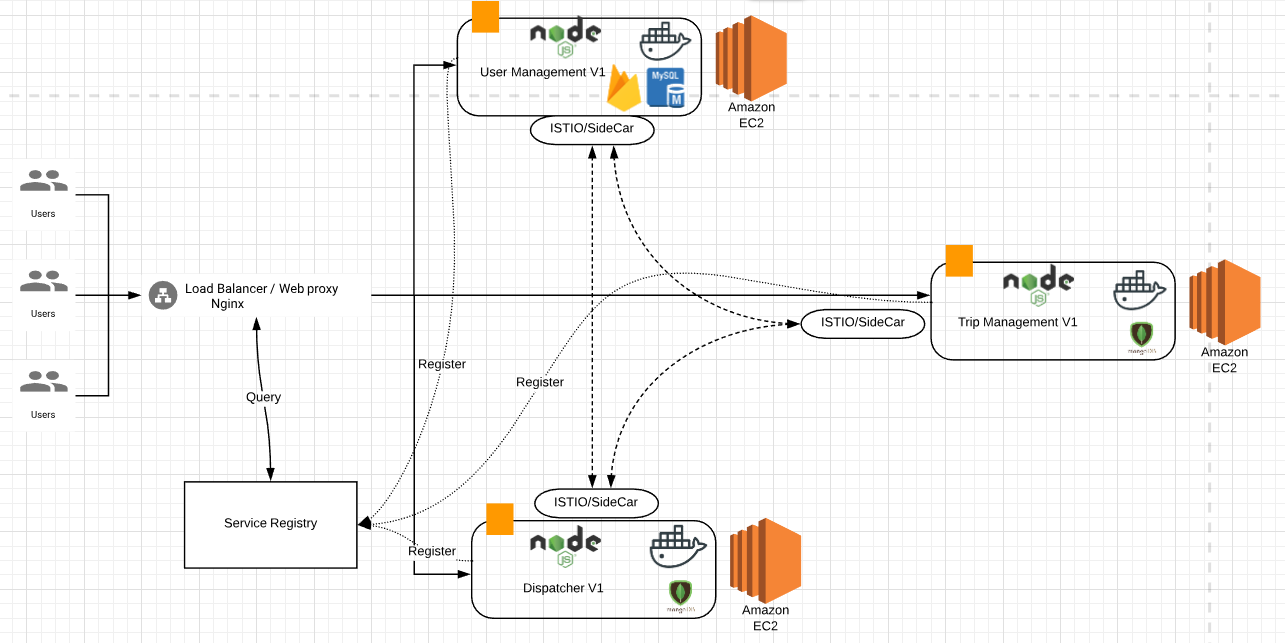 node
JS
User Management V1
MySQL
M
Amazon
EC2
ISTIO/SideCar
Users
Users
Users
Load Balancer / Web proxy
Nginx
node
JS
ISTIO/SideCar
Trip Management V1
mongoDB
Amazon
EC2
Register
Register
Query
Service Registry
ISTIO/SideCar
Register
node
JS
Dispatcher V1
mongoDB
Amazon
EC2